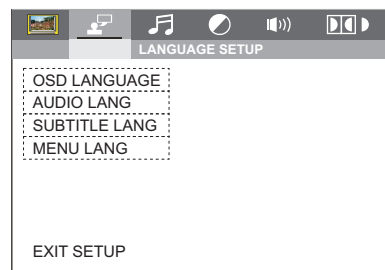 LANGUAGE SETUP
OSD LANGUAGE
AUDIO LANG
SUBTITLE LANG
MENU LANG
EXIT SETUP